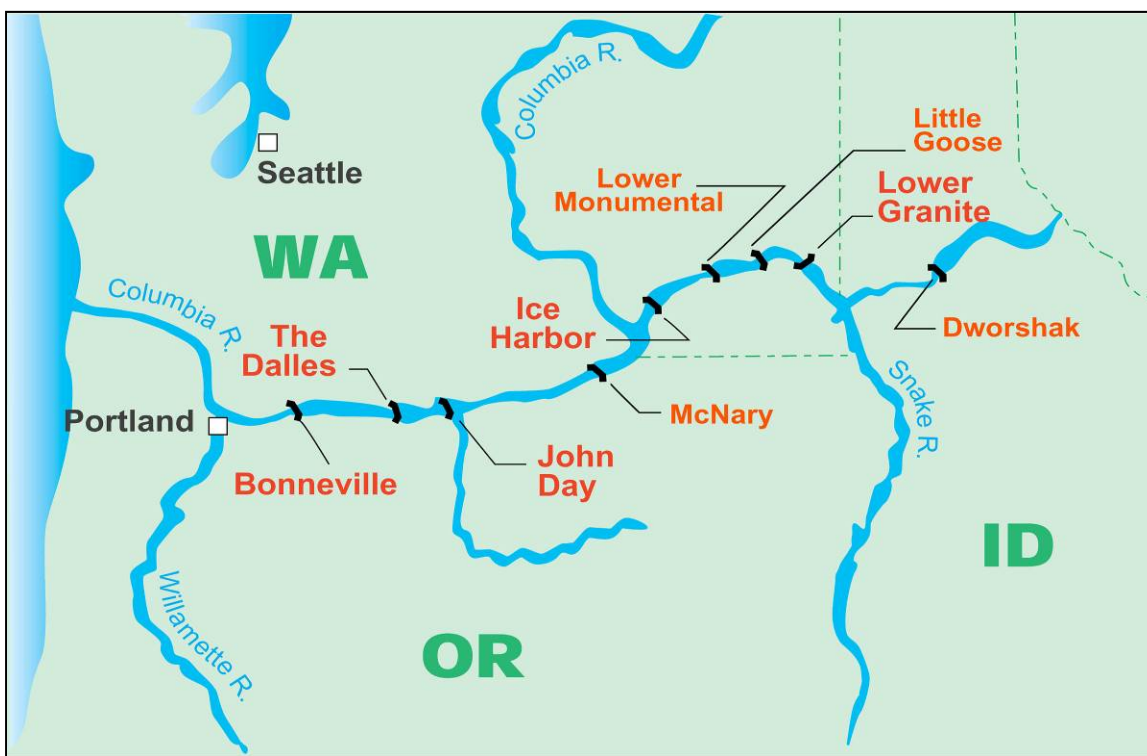 Columbia R.
Seattle
WA
Little
Goose
Lower
Monumental
Lower
Granite
Columbia R.
The
Dalles
Ice
Harbor
Dworshak
Portland
McNary
Snake R.
Bonneville
John
Day
ID
Willamette R.
OR